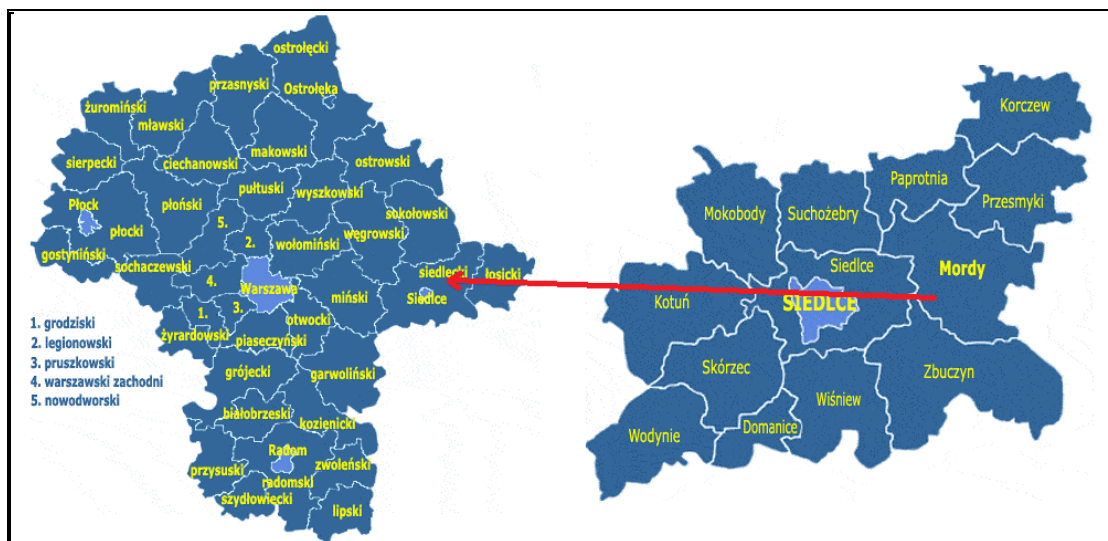 ostrołęcki
przasnyski
Ostrołęka
żuromiński
mławski
sierpecki
ciechanowski
makowski
ostrowski
pułtuski
wyszkowski
Płock
płoński
sokołowski
płocki
5.
węgrowski
gostyniński
2.
wołomiński
sochaczewski
siedlecki
łosicki
4.
Warszawa
miński
Siedlce
1.
3.
otwocki
żyrardowski
piaseczyński
1. grodziski
2. legionowski
3. pruszkowski
4. warszawski zachodni
5. nowodworski
grójecki
garwoliński
białobrzeski
kozienicki
Radom
zwoleński
przysuski
radomski
szydłowiecki
lipski
Korczew
Paprotnia
Przesmyki
Mokobody
Suchożebry
Siedlce
Mordy
Kotuń
SIEDLCE
Skórzec
Zbuczyn
Wiśniew
Domanice
Wodynie